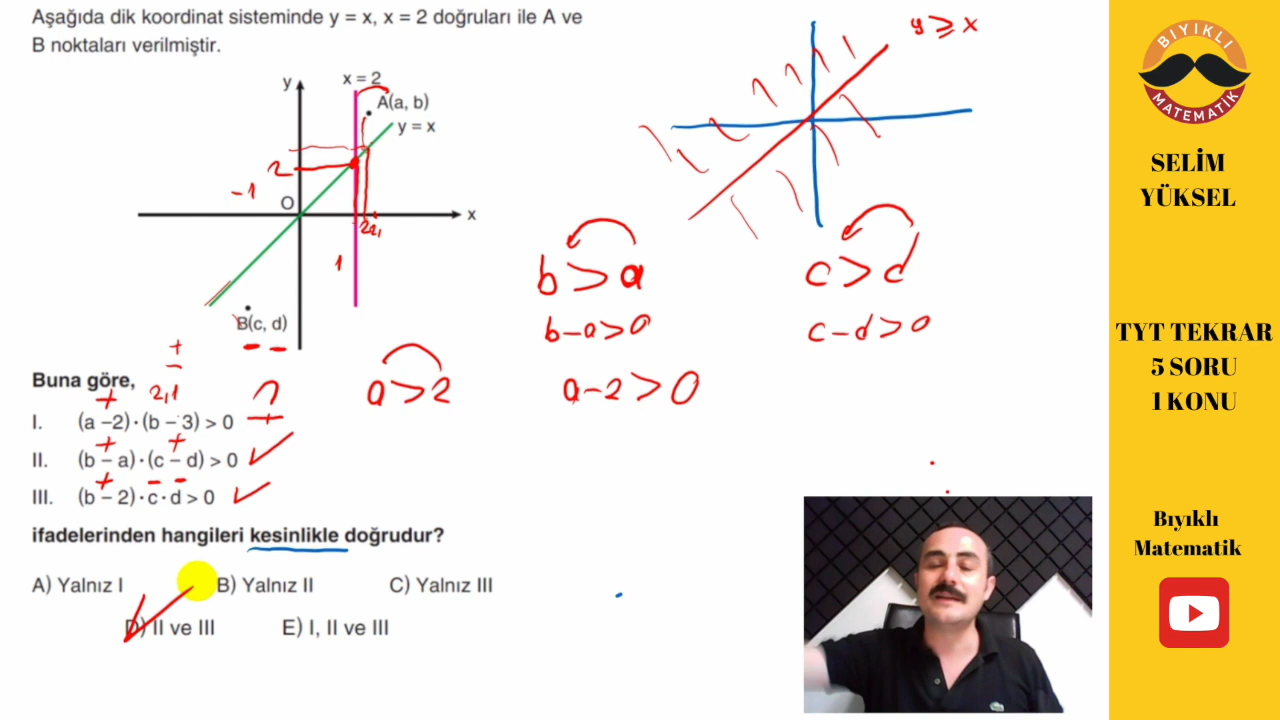 Aşağıda dik koordinat sisteminde y = x, x = 2 doğruları ile A ve
B noktaları verilmiştir.
y
x = 2
A(a, b)
y = x
2
-1
O
x
1
B(c, d)
y ≥ x
b > a
c > d
b-a>0
c-d>0
a>2
a-2>0
+
-
2,1
Buna göre,
+
I. (a -2)·(b - 3) > 0
+ +
II. (b - a)·(c - d) > 0
+ - -
III. (b - 2)·c·d > 0
ifadelerinden hangileri kesinlikle doğrudur?
A) Yalnız I B) Yalnız II C) Yalnız III
D) II ve III E) I, II ve III
BIYIKLI
MATEMATİK
SELİM
YÜKSEL
TYT TEKRAR
5 SORU
1 KONU
Bıyıklı
Matematik